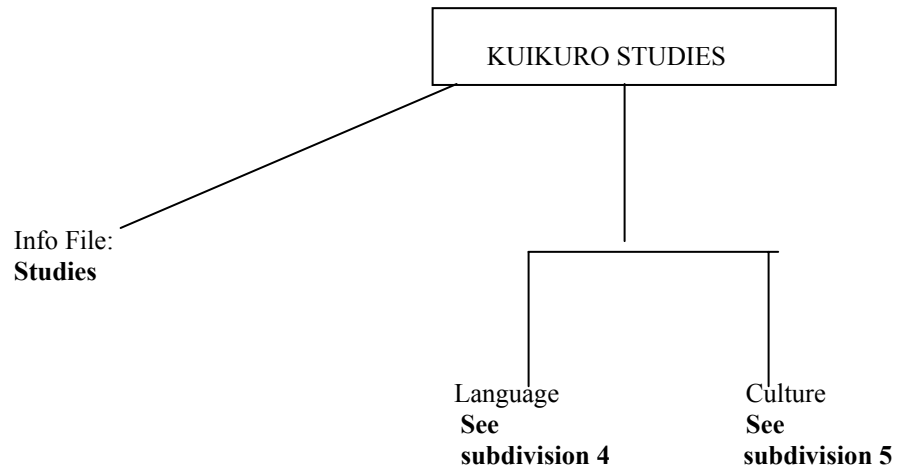 KUIKURO STUDIES
Info File:
Studies
Language
See
subdivision 4
Culture
See
subdivision 5